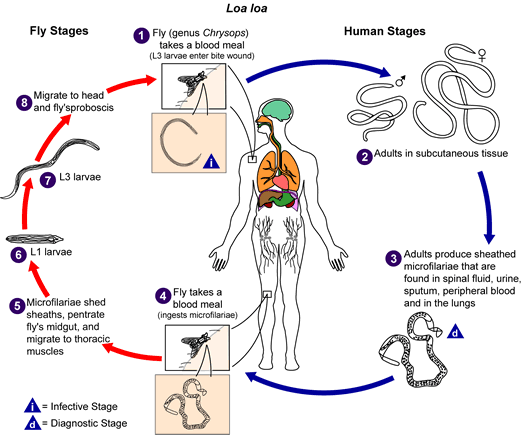 Loa loa
Fly Stages
Human Stages
1 Fly (genus Chrysops)
takes a blood meal
(L3 larvae enter bite wound)
i
2 Adults in subcutaneous tissue
♂
♀
3 Adults produce sheathed
microfilariae that are
found in spinal fluid, urine,
sputum, peripheral blood
and in the lungs
d
4 Fly takes a
blood meal
(ingests microfilariae)
5 Microfilariae shed
sheaths, pentrate
fly's midgut, and
migrate to thoracic
muscles
6 L1 larvae
7 L3 larvae
8 Migrate to head
and fly'sproboscis
i = Infective Stage
d = Diagnostic Stage